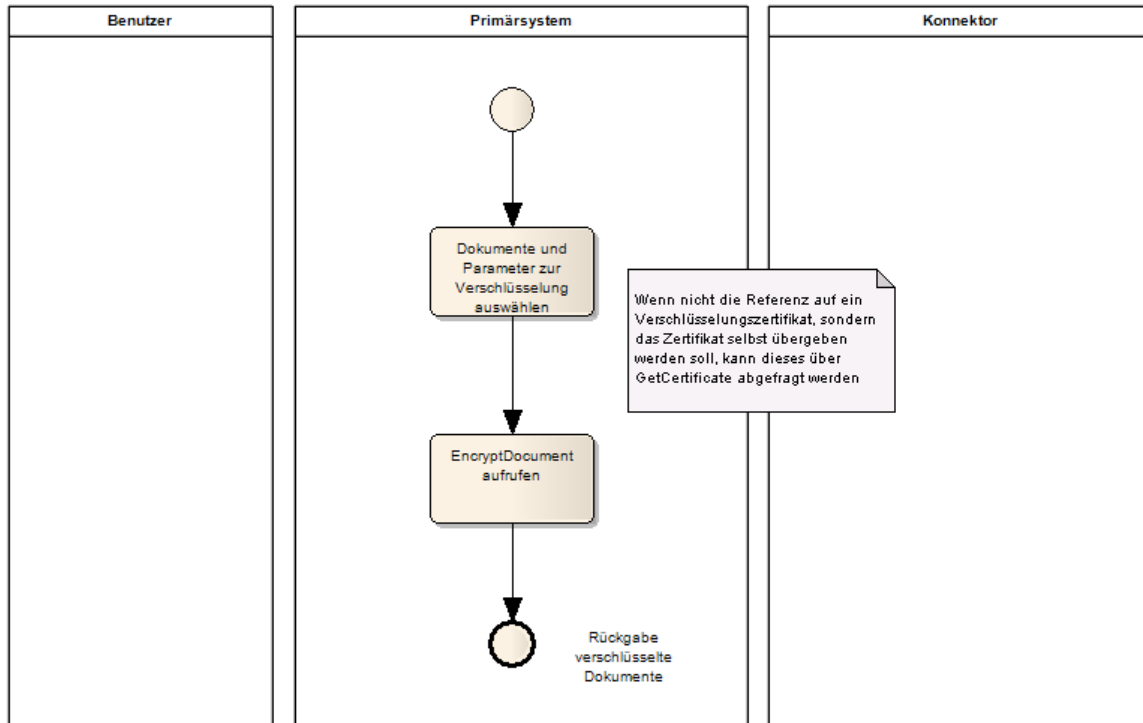 Benutzer
Primärsystem
Konnektor
Dokumente und
Parameter zur
Verschlüsselung
auswählen
Wenn nicht die Referenz auf ein
Verschlüsselungszertifikat, sondern
das Zertifikat selbst übergeben
werden soll, kann dieses über
GetCertificate abgefragt werden
EncryptDocument
aufrufen
Rückgabe
verschlüsselte
Dokumente